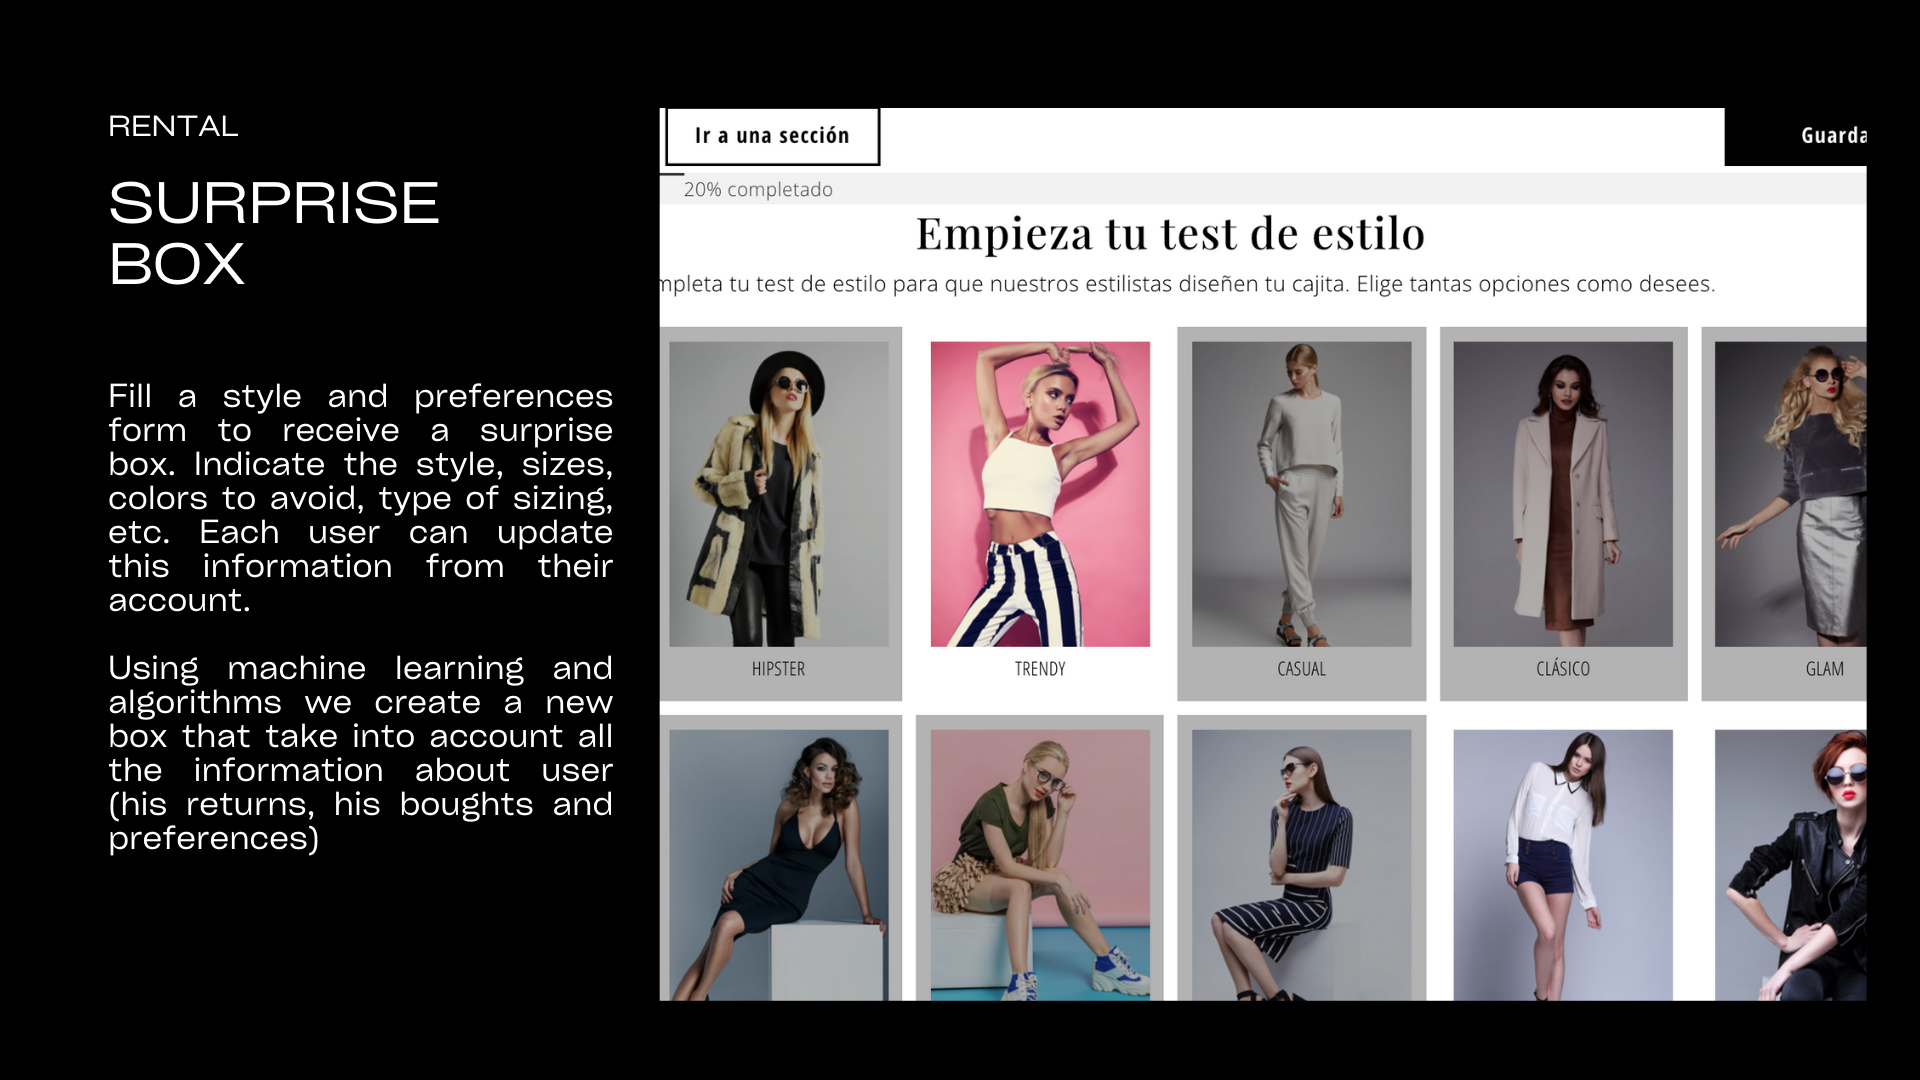 RENTAL
SURPRISE
BOX
Fill a style and preferences
form to receive a surprise
box. Indicate the style, sizes,
colors to avoid, type of sizing,
etc. Each user can update
this information from their
account.
Using machine learning and
algorithms we create a new
box that take into account all
the information about user
(his returns, his boughts and
preferences)
Ir a una sección
Guarda
20% completado
Empieza tu test de estilo
mpleta tu test de estilo para que nuestros estilistas diseñen tu cajita. Elige tantas opciones como desees.
HIPSTER
TRENDY
CASUAL
CLÁSICO
GLAM